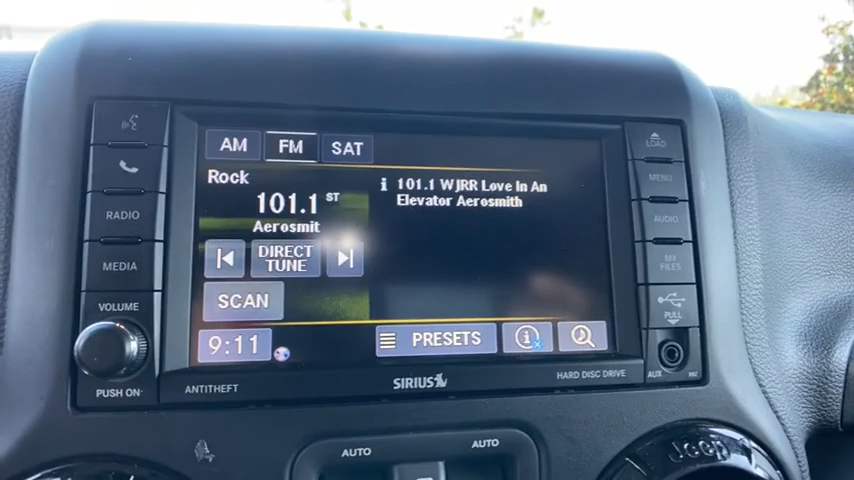 AM FM SAT
Rock
101.1 ST
Aerosmit
i 101.1 WJRR Love In An
Elevator Aerosmith
DIRECT
TUNE
SCAN
9:11
PRESETS
i
RADIO
MEDIA
VOLUME
PUSH ON
LOAD
MENU
AUDIO
MY
FILES
PULL
AUX
ANTITHEFT
SIRIUS
HARD DISC DRIVE
AUTO
AUTO
Jeep